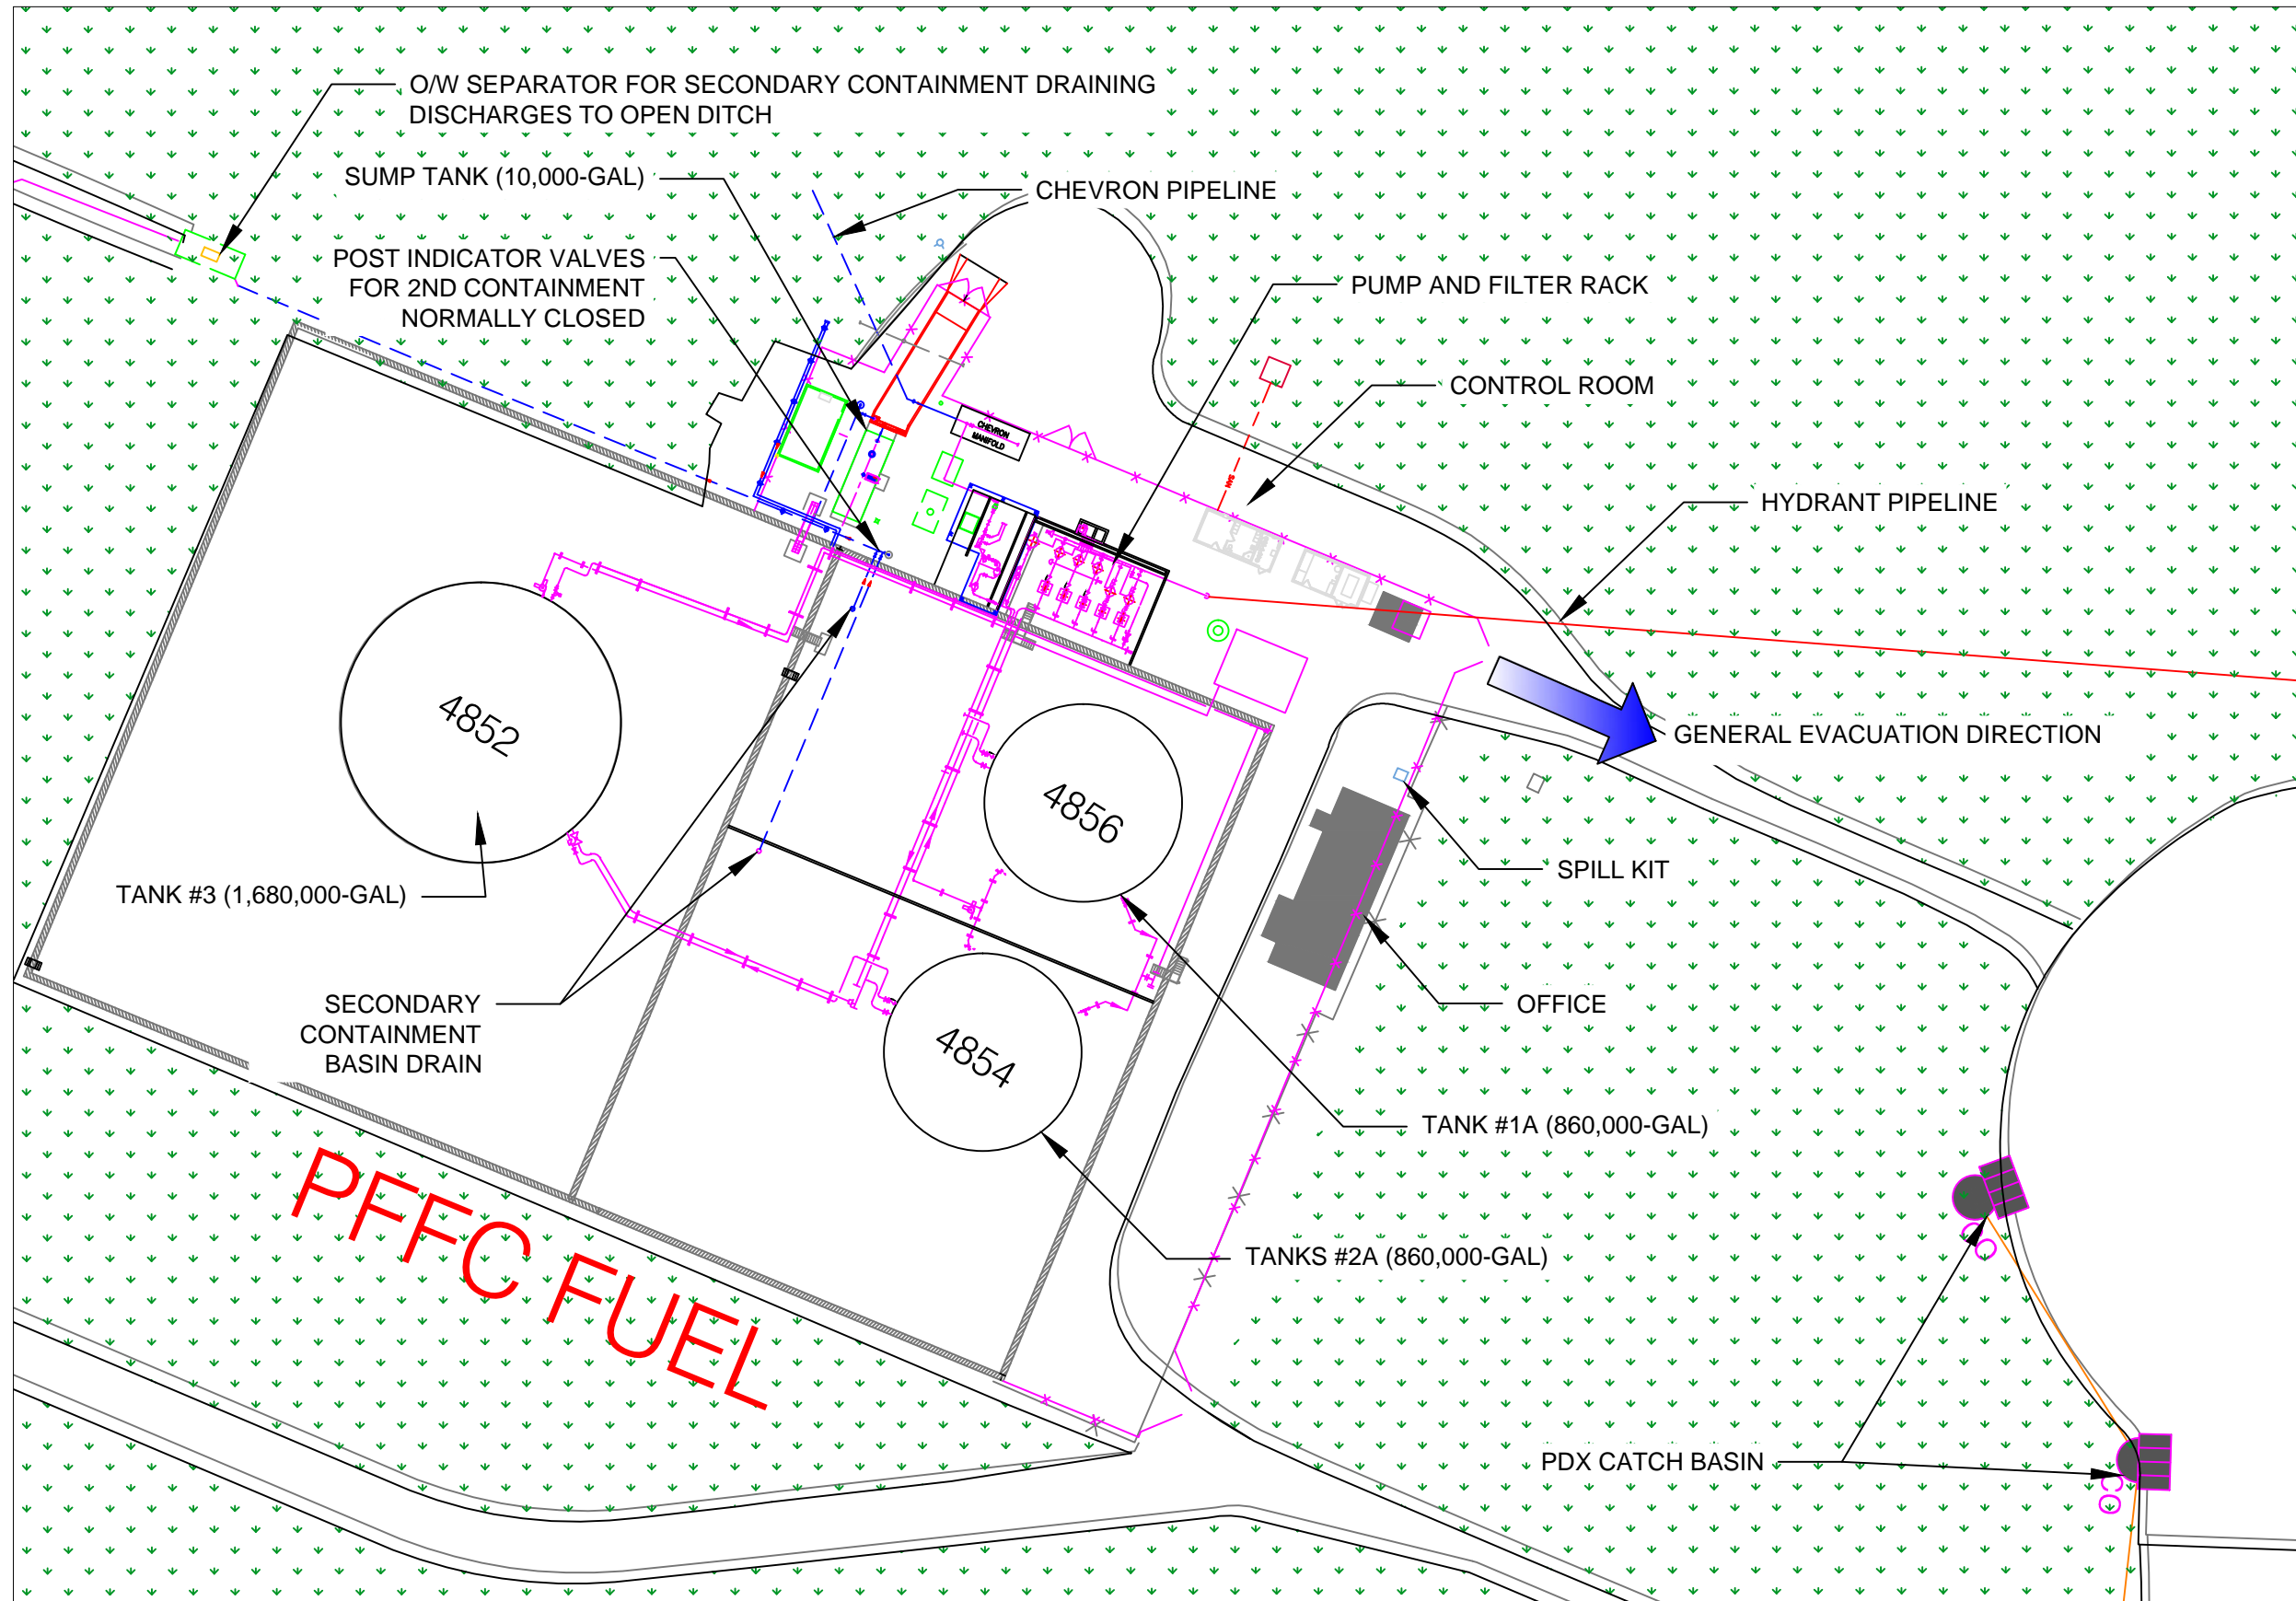 O/W SEPARATOR FOR SECONDARY CONTAINMENT DRAINING
DISCHARGES TO OPEN DITCH
SUMP TANK (10,000-GAL)
CHEVRON PIPELINE
POST INDICATOR VALVES
FOR 2ND CONTAINMENT
NORMALLY CLOSED
PUMP AND FILTER RACK
CONTROL ROOM
CHEVRON
MANIFOLD
SAN
HYDRANT PIPELINE
4852
4856
GENERAL EVACUATION DIRECTION
SPILL KIT
TANK #3 (1,680,000-GAL)
SECONDARY
CONTAINMENT
BASIN DRAIN
OFFICE
4854
TANK #1A (860,000-GAL)
TANKS #2A (860,000-GAL)
PFFC FUEL
CO
PDX CATCH BASIN
CO